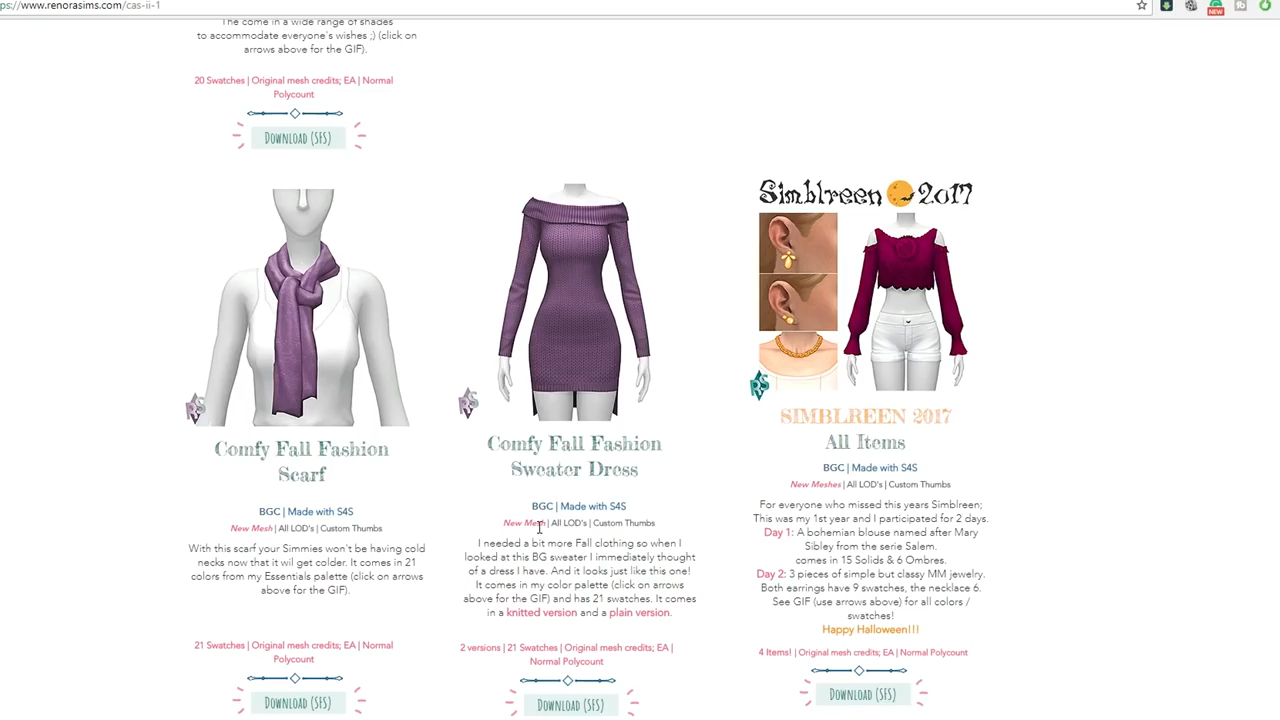 ps://www.renorasims.com/cas-ii-1
NEW
The come in a wide range of shades
to accommodate everyone's wishes ;) (click on
arrows above for the GIF).
20 Swatches | Original mesh credits; EA | Normal
Polycount
Download (SFS)
RS
Comfy Fall Fashion
Scarf
BGC | Made with S4S
New Mesh | All LOD's | Custom Thumbs
With this scarf your Simmies won't be having cold
necks now that it wil get colder. It comes in 21
colors from my Essentials palette (click on arrows
above for the GIF).
21 Swatches | Original mesh credits; EA | Normal
Polycount
Download (SFS)
RS
Comfy Fall Fashion
Sweater Dress
BGC | Made with S4S
New Mesh | All LOD's | Custom Thumbs
I needed a bit more Fall clothing so when I
looked at this BG sweater I immediately thought
of a dress I have. And it looks just like this one!
It comes in my color palette (click on arrows
above for the GIF) and has 21 swatches. It comes
in a knitted version and a plain version.
2 versions | 21 Swatches | Original mesh credits; EA |
Normal Polycount
Download (SFS)
Simblreen 2017
RS
SIMBLREEN 2017
All Items
BGC | Made with S4S
New Meshes | All LOD's | Custom Thumbs
For everyone who missed this years Simblreen;
This was my 1st year and I participated for 2 days.
Day 1: A bohemian blouse named after Mary
Sibley from the serie Salem.
comes in 15 Solids & 6 Ombres.
Day 2: 3 pieces of simple but classy MM jewelry.
Both earrings have 9 swatches, the necklace 6.
See GIF (use arrows above) for all colors /
swatches!
Happy Halloween!!!
4 Items! | Original mesh credits; EA | Normal Polycount
Download (SFS)